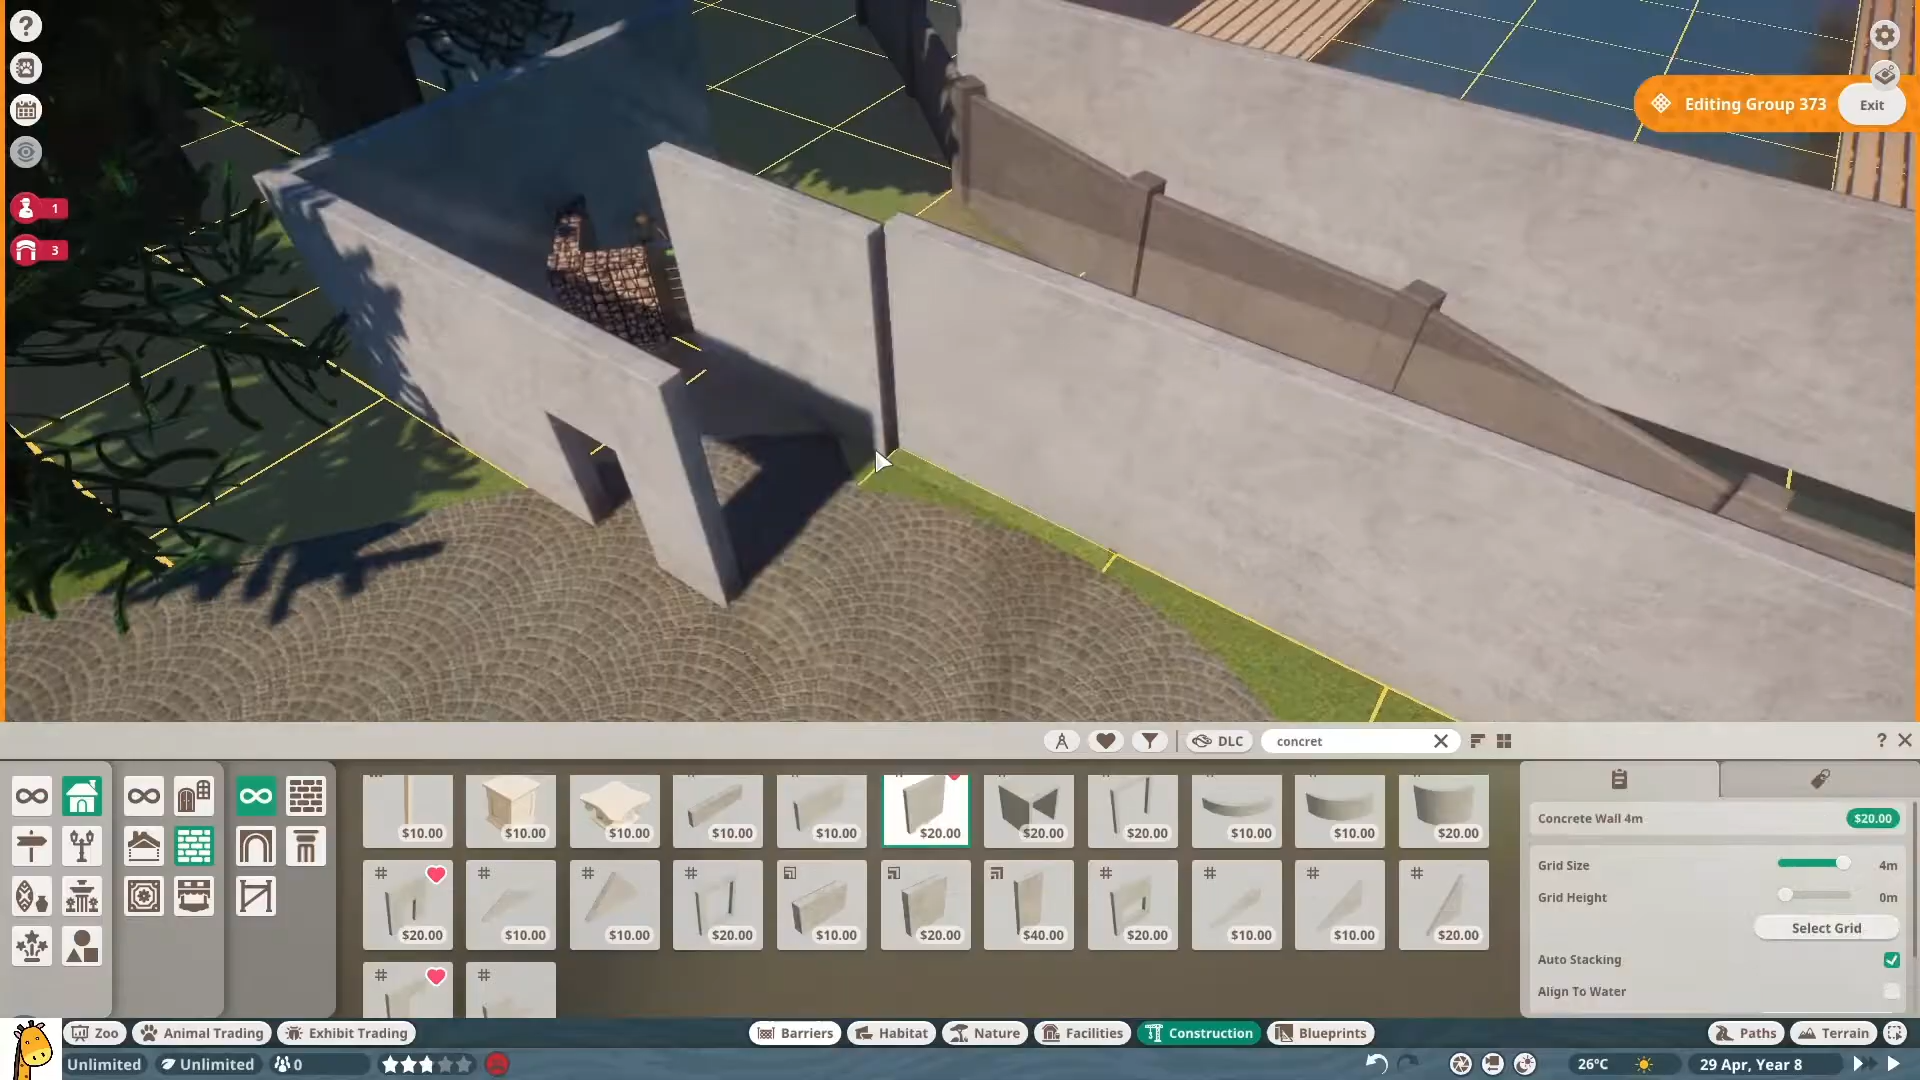 ?
Editing Group 373
Exit
1
3
DLC
concret
?
$10.00
$10.00
$10.00
$10.00
$10.00
$20.00
$20.00
$20.00
$10.00
$10.00
$20.00
$20.00
$10.00
$10.00
$20.00
$10.00
$20.00
$40.00
$20.00
$10.00
$10.00
$20.00
Concrete Wall 4m
$20.00
Grid Size
4m
Grid Height
0m
Select Grid
Auto Stacking
Align To Water
Zoo
Animal Trading
Exhibit Trading
Barriers
Habitat
Nature
Facilities
Construction
Blueprints
Paths
Terrain
Unlimited
Unlimited
0
26°C
29 Apr, Year 8